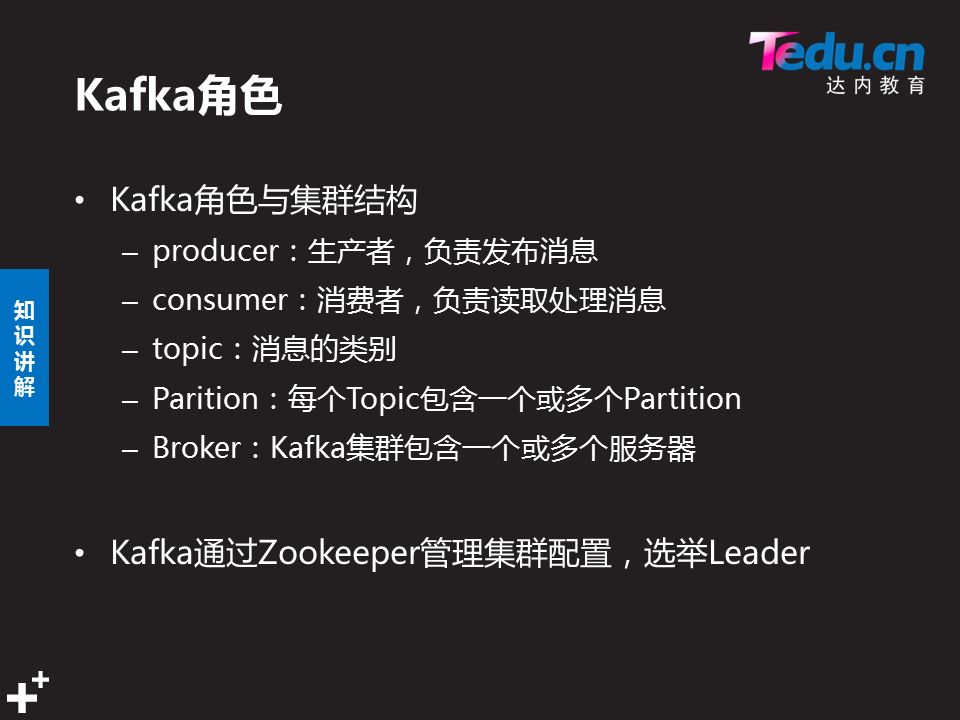 Tedu.cn
达内教育
Kafka角色
• Kafka角色与集群结构
– producer：生产者，负责发布消息
– consumer：消费者，负责读取处理消息
– topic：消息的类别
– Parition：每个Topic包含一个或多个Partition
– Broker：Kafka集群包含一个或多个服务器
• Kafka通过Zookeeper管理集群配置，选举Leader
知识讲解